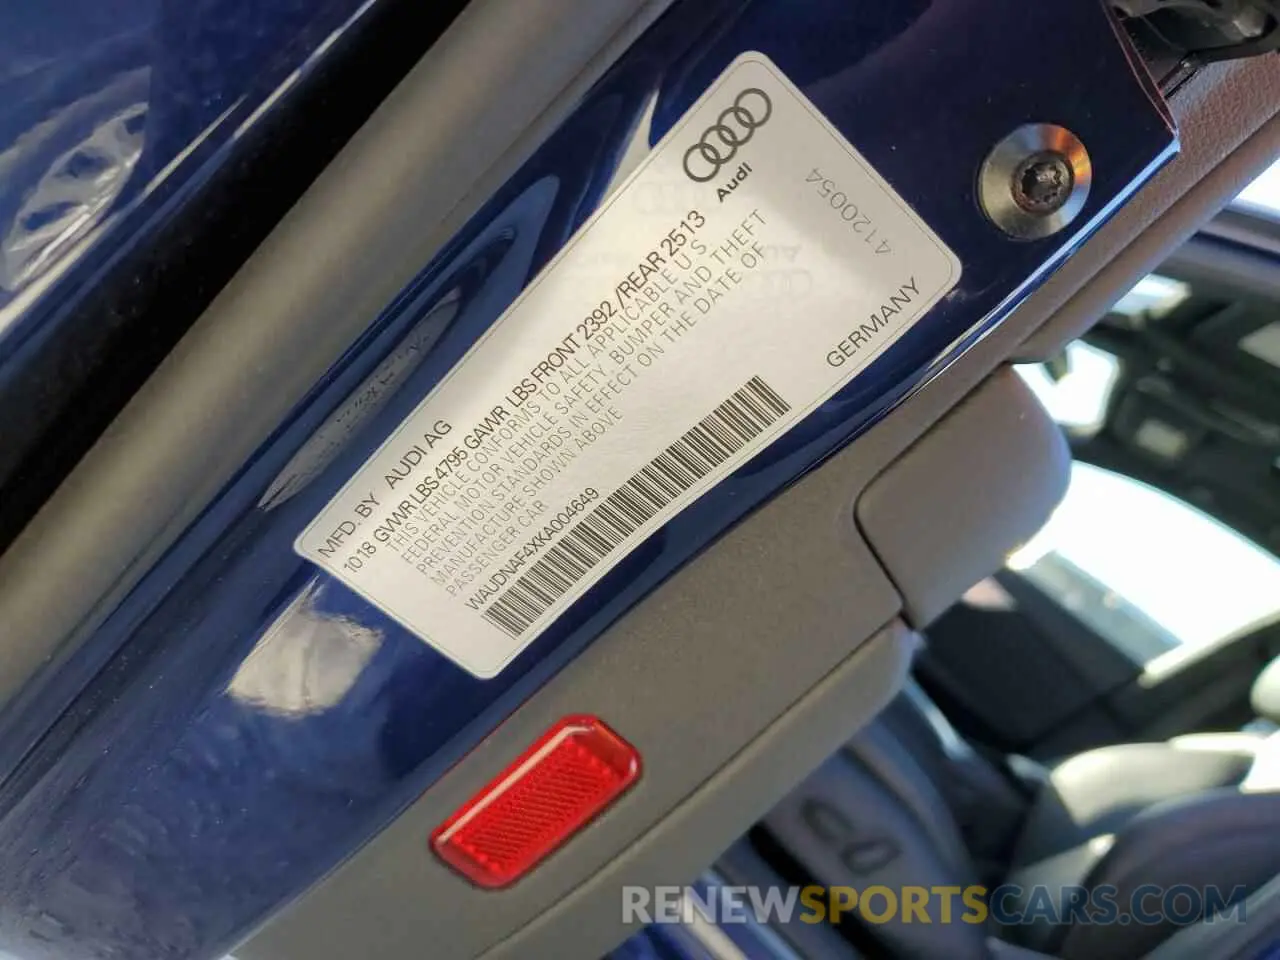 Audi
4120054
MFD. BY AUDI AG
1018 GVWR LBS 4795 GAWR LBS FRONT 2392 /REAR 2513
THIS VEHICLE CONFORMS TO ALL APPLICABLE U S
FEDERAL MOTOR VEHICLE SAFETY, BUMPER AND THEFT
PREVENTION STANDARDS IN EFFECT ON THE DATE OF
MANUFACTURE SHOWN ABOVE
PASSENGER CAR
WAUDNAF4XKA004649
GERMANY
RENEWSPORTSCARS.COM